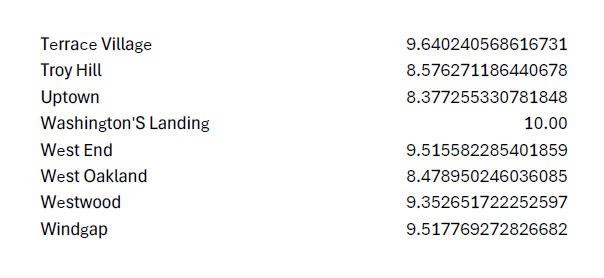 Terrace Village 9.640240568616731
Troy Hill 8.576271186440678
Uptown 8.377255330781848
Washington'S Landing 10.00
West End 9.515582285401859
West Oakland 8.478950246036085
Westwood 9.352651722252597
Windgap 9.517769272826682